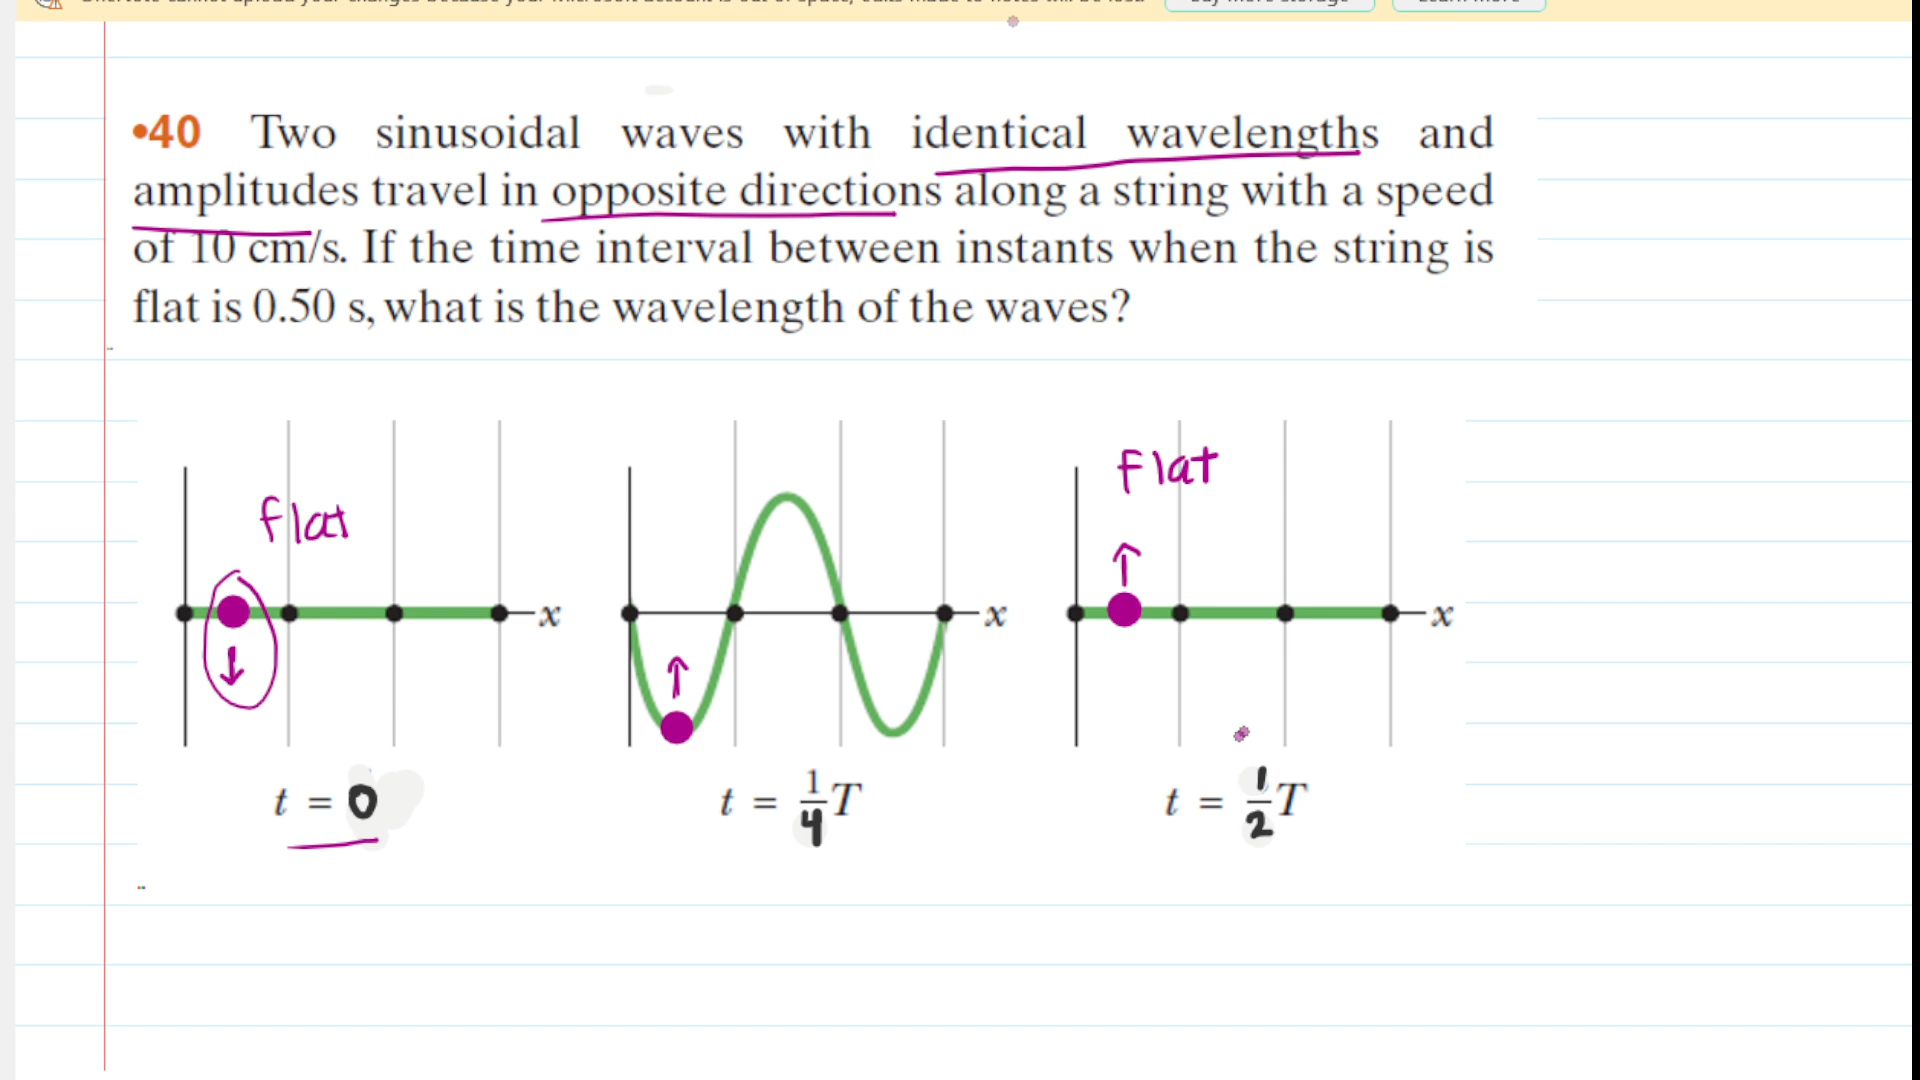 •40 Two sinusoidal waves with identical wavelengths and
amplitudes travel in opposite directions along a string with a speed
of 10 cm/s. If the time interval between instants when the string is
flat is 0.50 s, what is the wavelength of the waves?
flat
Flat
x
x
x
t = 0
t = 1/4 T
t = 1/2 T